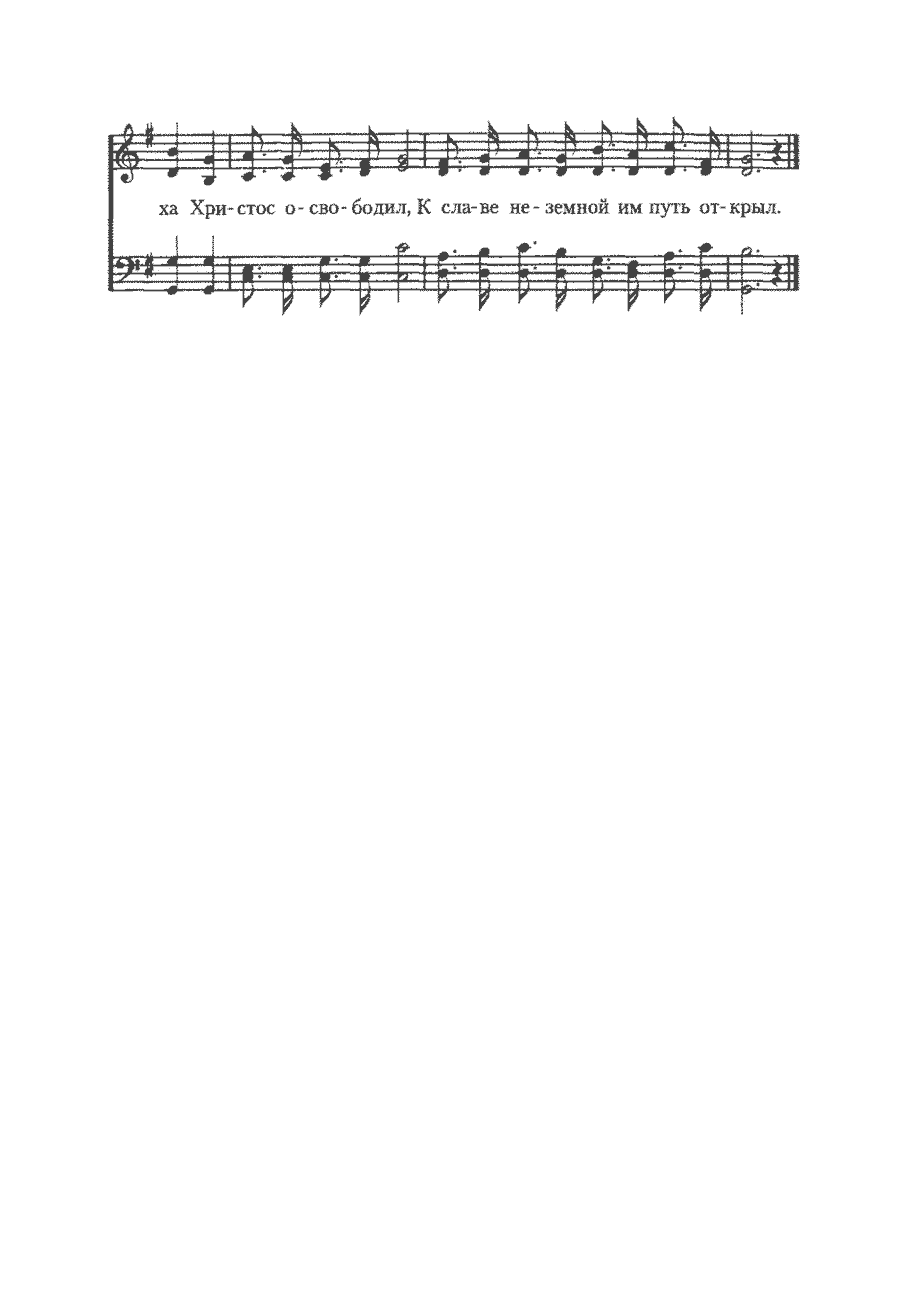 ха Хри-стос о-сво-бодил, К сла-ве не-земной им путь от-крыл.